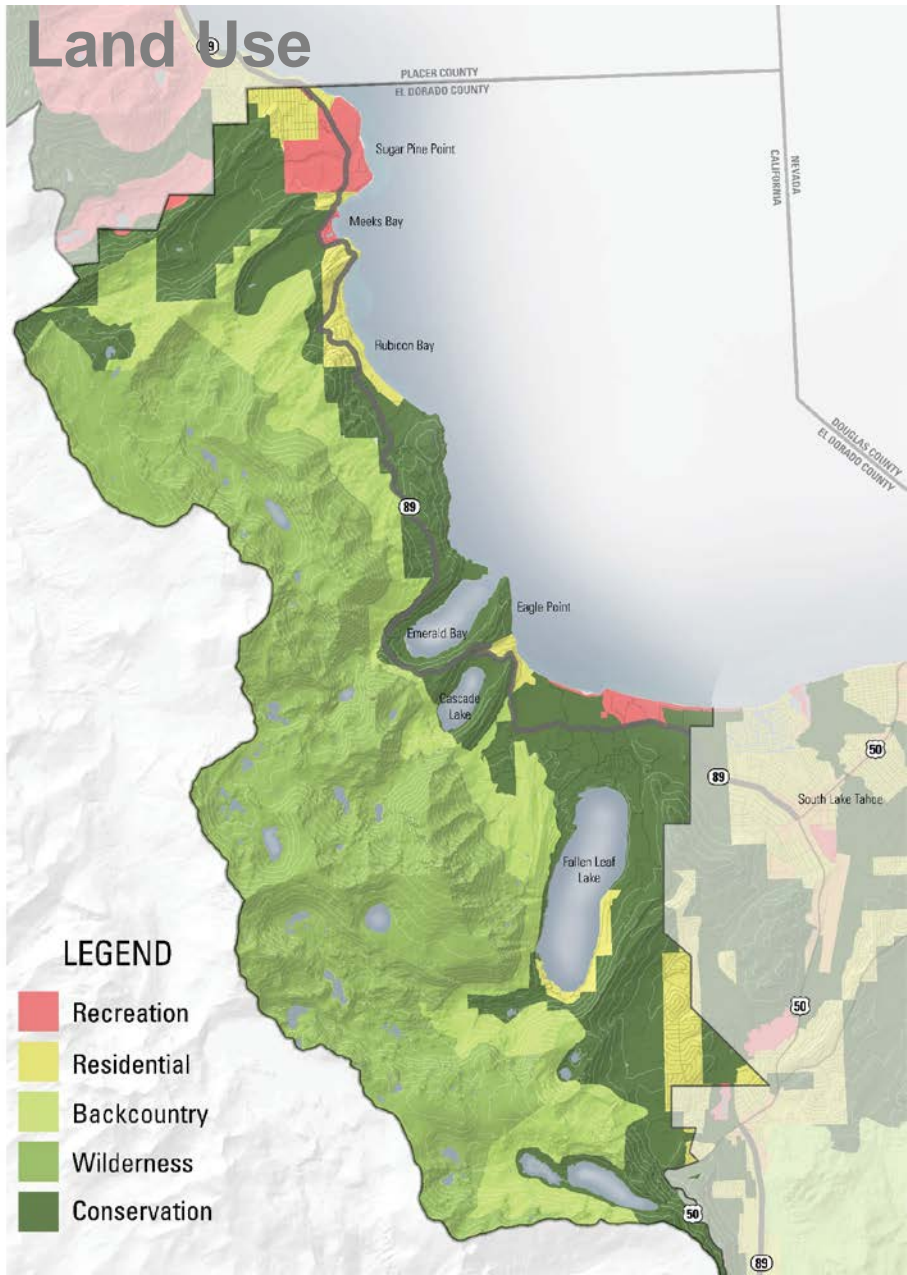 Land Use
89
PLACER COUNTY
EL DORADO COUNTY
Sugar Pine Point
CALIFORNIA
NEVADA
Meeks Bay
Rubicon Bay
DOUGLAS COUNTY
EL DORADO COUNTY
89
Eagle Point
Emerald Bay
Cascade
Lake
50
89
South Lake Tahoe
Fallen Leaf
Lake
LEGEND
Recreation
Residential
Backcountry
Wilderness
Conservation
50
50
89